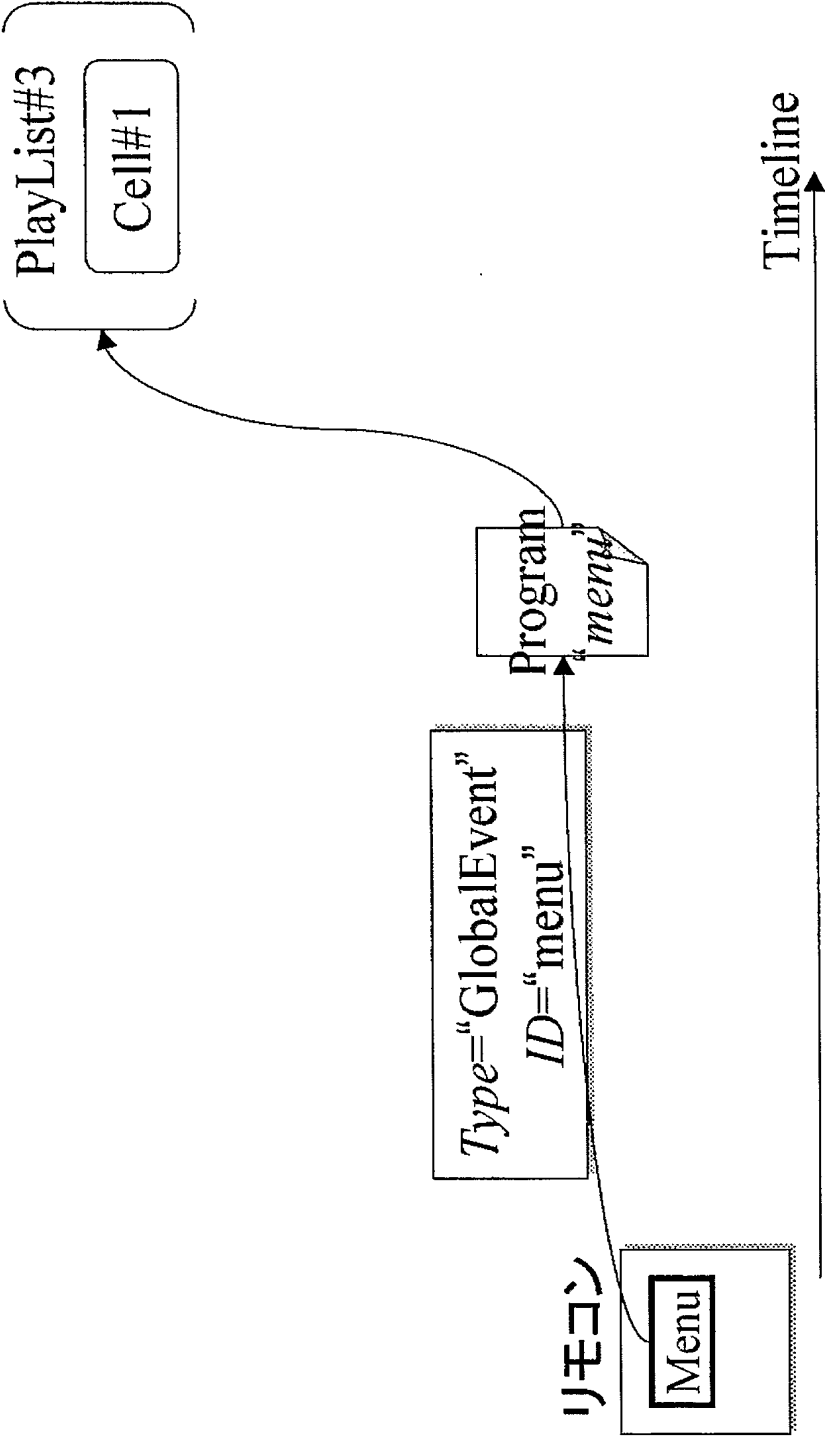 リモコン
Menu
Type=“GlobalEvent”
ID=“menu”
Program
“menu”
PlayList#3
Cell#1
Timeline